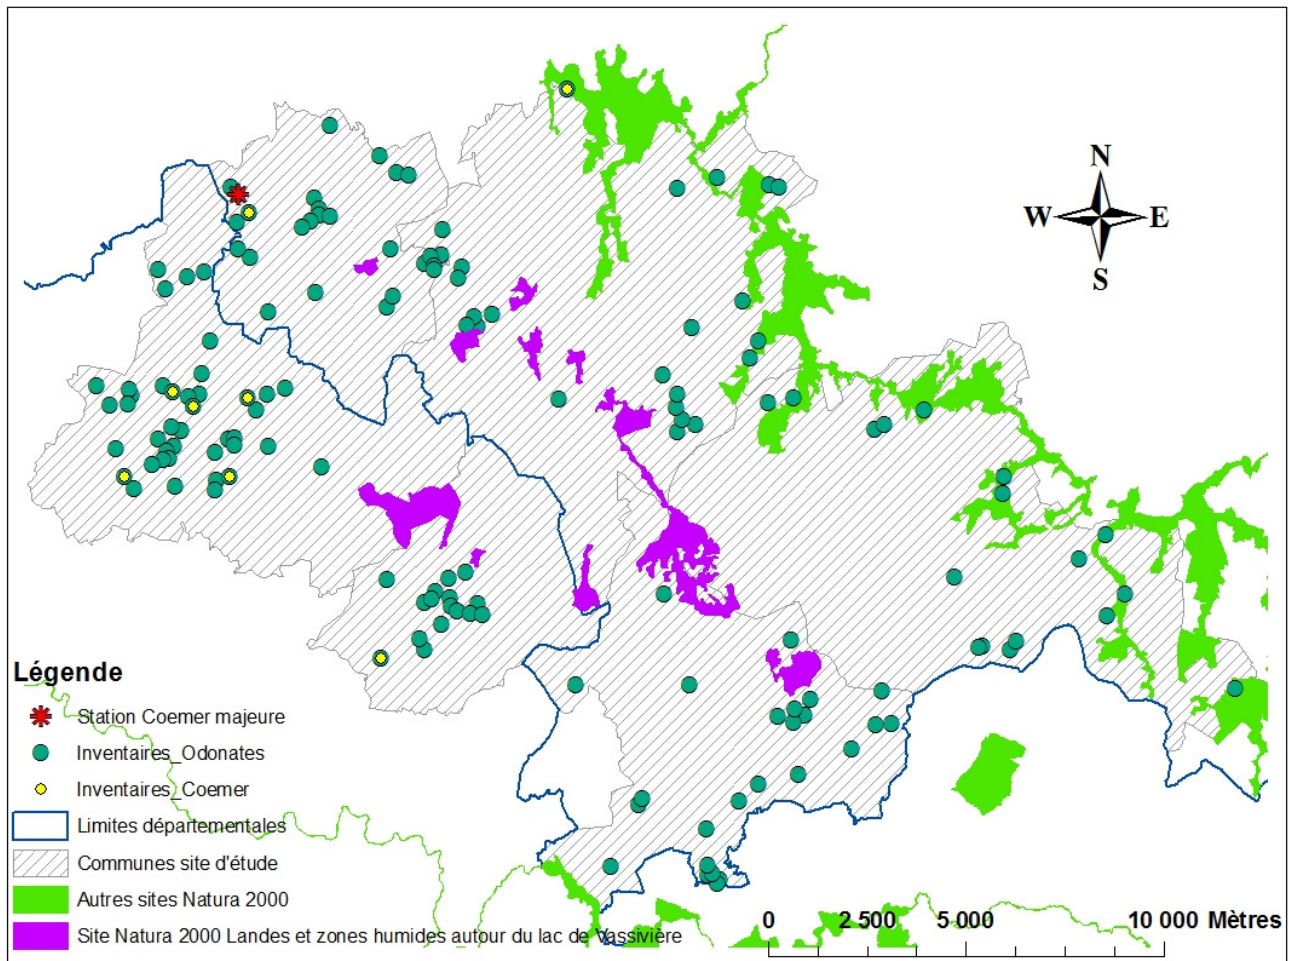 N
W E
S
Légende
Station Coemer majeure
Inventaires_Odonates
Inventaires_Coemer
Limites départementales
Communes site d'étude
Autres sites Natura 2000
Site Natura 2000 Landes et zones humides autour du lac de Vassivière
0 2 500 5 000 10 000 Mètres